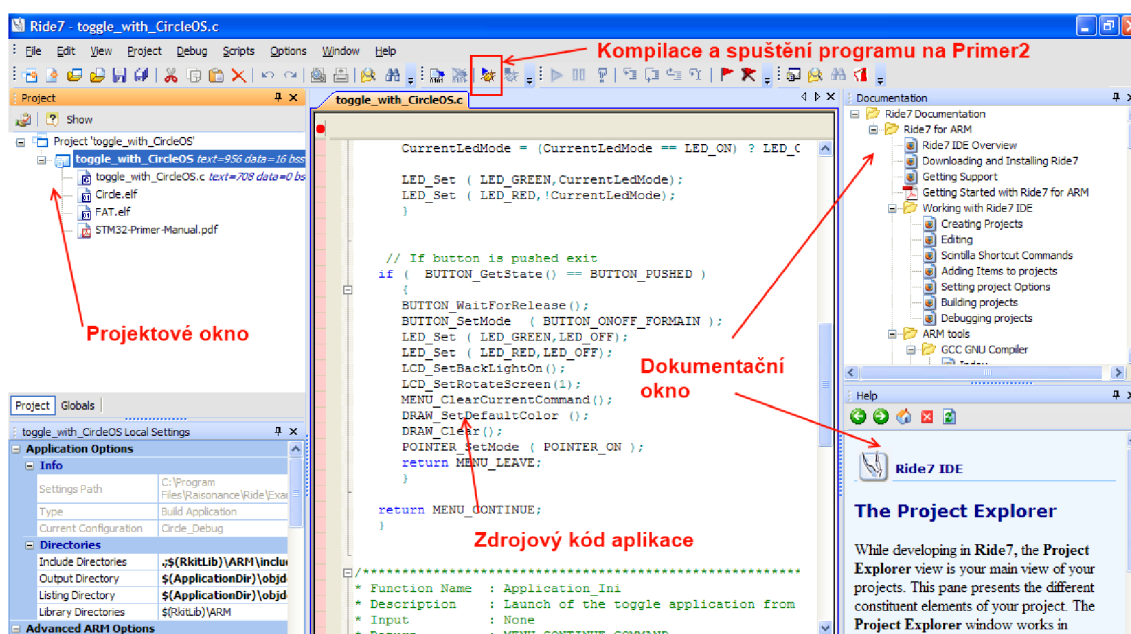 Ride7 - toggle_with_CircleOS.c
File Edit View Project Debug Scripts Options Window Help
Kompilace a spuštění programu na Primer2
Project
Show
Project 'toggle_with_CircleOS'
toggle_with_CircleOS text=956 data=16 bss
toggle_with_CircleOS.c text=708 data=0 bs
Circle.elf
FAT.elf
STM32-Primer-Manual.pdf
Projektové okno
Project Globals
toggle_with_CircleOS Local Settings
Application Options
Info
Settings Path C:\Program Files\Raisonance\Ride\Exa
Type Build Application
Current Configuration Circle_Debug
Directories
Include Directories .;$(RkitLib)\ARM\inclu
Output Directory $(ApplicationDir)\objd
Listing Directory $(ApplicationDir)\objd
Library Directories $(RkitLib)\ARM
Advanced ARM Options
toggle_with_CircleOS.c
CurrentLedMode = (CurrentLedMode == LED_ON) ? LED_O
LED_Set ( LED_GREEN,CurrentLedMode);
LED_Set ( LED_RED,!CurrentLedMode);
}
// If button is pushed exit
if ( BUTTON_GetState() == BUTTON_PUSHED )
{
BUTTON_WaitForRelease();
BUTTON_SetMode ( BUTTON_ONOFF_FORMAIN );
LED_Set ( LED_GREEN,LED_OFF);
LED_Set ( LED_RED,LED_OFF);
LCD_SetBackLightOn();
LCD_SetRotateScreen(1);
MENU_ClearCurrentCommand();
DRAW_SetDefaultColor ();
DRAW_Clear();
POINTER_SetMode ( POINTER_ON );
return MENU_LEAVE;
}
return MENU_CONTINUE;
}
Zdrojový kód aplikace
* Function Name : Application_Ini
* Description : Launch of the toggle application from
* Input : None
* Return : MENU_CONTINUE_COMMAND
Documentation
Ride7 Documentation
Ride7 for ARM
Ride7 IDE Overview
Downloading and Installing Ride7
Getting Support
Getting Started with Ride7 for ARM
Working with Ride7 IDE
Creating Projects
Editing
Scintilla Shortcut Commands
Adding Items to projects
Setting project Options
Building projects
Debugging projects
ARM tools
GCC GNU Compiler
Index
Dokumentační
okno
Help
Ride7 IDE
The Project Explorer
While developing in Ride7, the Project
Explorer view is your main view of your
projects. This pane presents the different
constituent elements of your project. The
Project Explorer window works in